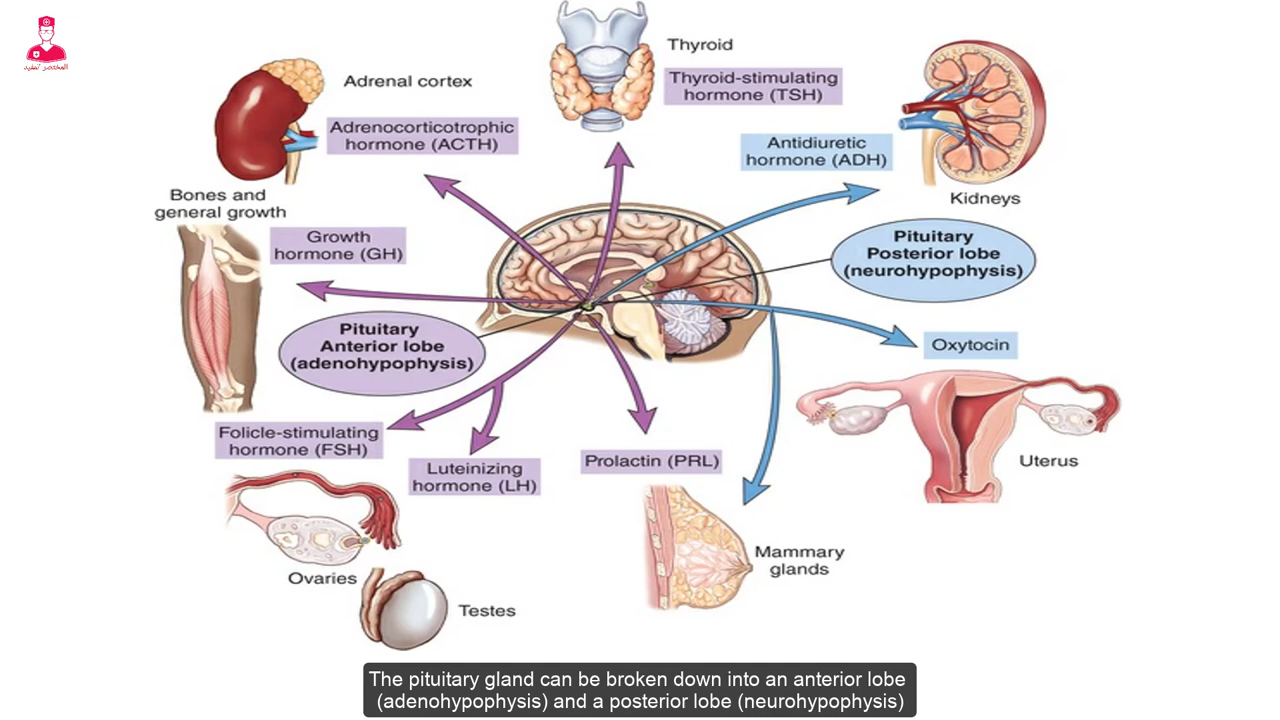 المختصر المفيد
Thyroid
Thyroid-stimulating
hormone (TSH)
Adrenal cortex
Adrenocorticotrophic
hormone (ACTH)
Antidiuretic
hormone (ADH)
Kidneys
Bones and
general growth
Growth
hormone (GH)
Pituitary
Posterior lobe
(neurohypophysis)
Pituitary
Anterior lobe
(adenohypophysis)
Oxytocin
Uterus
Folicle-stimulating
hormone (FSH)
Luteinizing
hormone (LH)
Prolactin (PRL)
Mammary
glands
Ovaries
Testes
The pituitary gland can be broken down into an anterior lobe
(adenohypophysis) and a posterior lobe (neurohypophysis)